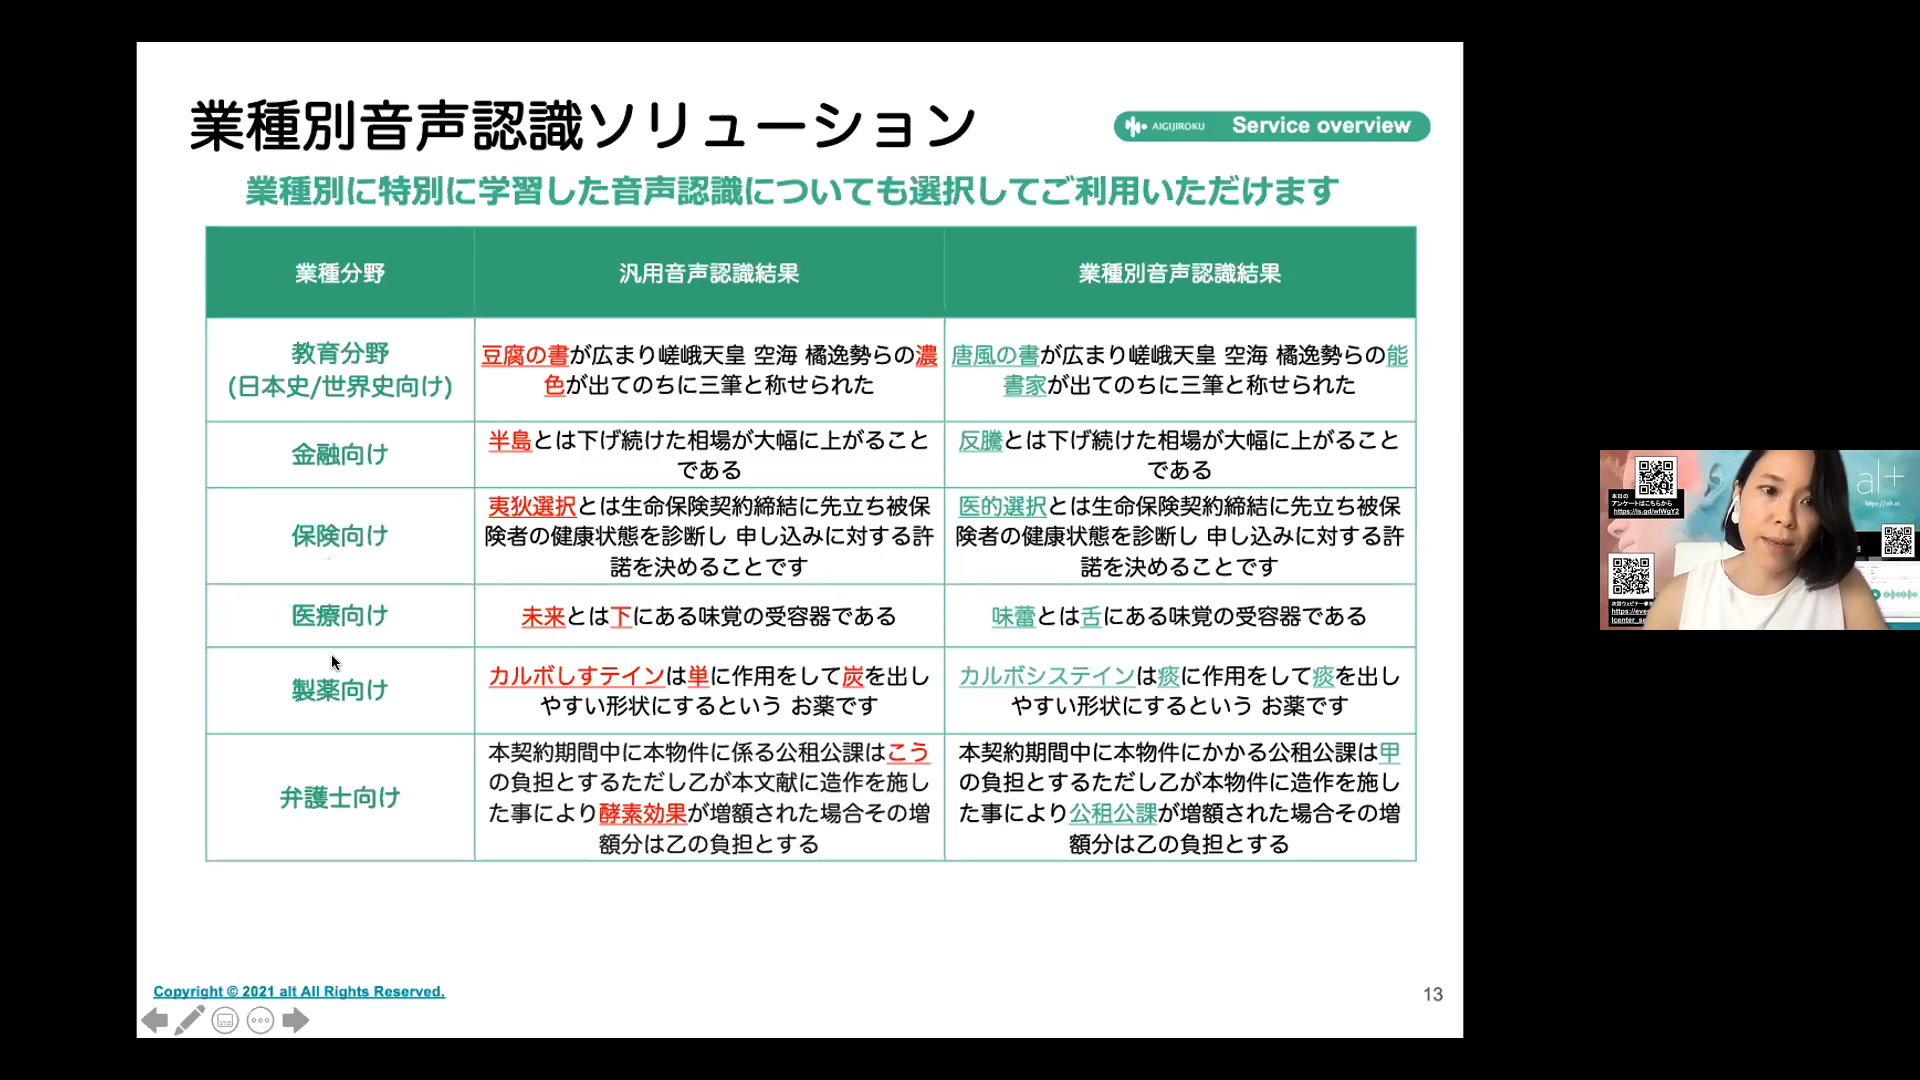 業種別音声認識ソリューション
AIGIJIROKU Service overview
業種別に特別に学習した音声認識についても選択してご利用いただけます
業種分野
汎用音声認識結果
業種別音声認識結果
教育分野
(日本史/世界史向け)
豆腐の書が広まり嵯峨天皇 空海 橘逸勢らの濃
色が出てのちに三筆と称せられた
唐風の書が広まり嵯峨天皇 空海 橘逸勢らの能
書家が出てのちに三筆と称せられた
金融向け
半島とは下げ続けた相場が大幅に上がること
である
反騰とは下げ続けた相場が大幅に上がること
である
保険向け
夷狄選択とは生命保険契約締結に先立ち被保
険者の健康状態を診断し 申し込みに対する許
諾を決めることです
医的選択とは生命保険契約締結に先立ち被保
険者の健康状態を診断し 申し込みに対する許
諾を決めることです
医療向け
未来とは下にある味覚の受容器である
味蕾とは舌にある味覚の受容器である
製薬向け
カルボしすテインは単に作用をして炭を出し
やすい形状にするという お薬です
カルボシステインは痰に作用をして痰を出し
やすい形状にするという お薬です
弁護士向け
本契約期間中に本物件に係る公租公課はこう
の負担とするただし乙が本文献に造作を施し
た事により酵素効果が増額された場合その増
額分は乙の負担とする
本契約期間中に本物件にかかる公租公課は甲
の負担とするただし乙が本物件に造作を施し
た事により公租公課が増額された場合その増
額分は乙の負担とする
Copyright © 2021 alt All Rights Reserved.
13
本日の
アンケートはこちらから
alt